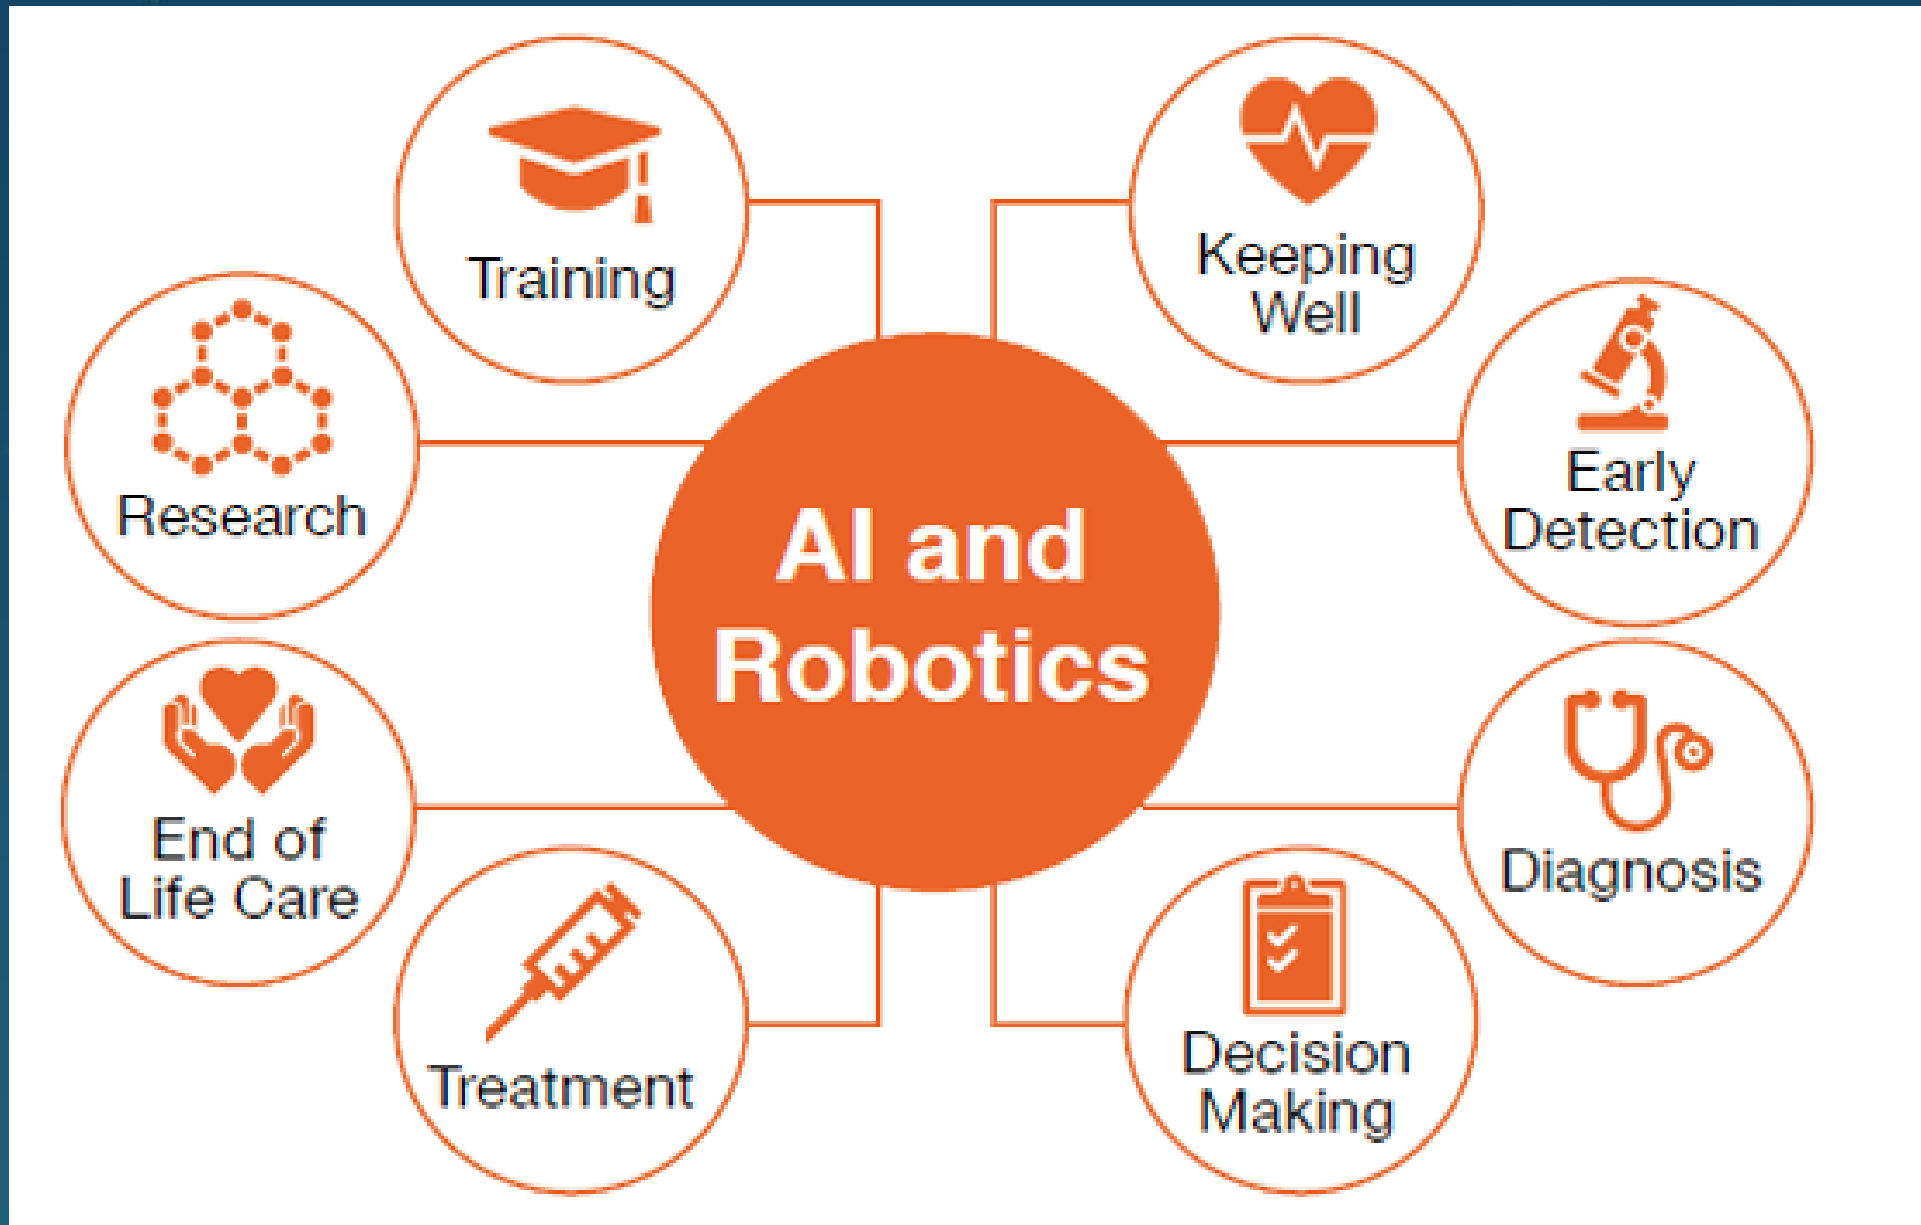 Training
Keeping
Well
Research
Early
Detection
AI and
Robotics
End of
Life Care
Diagnosis
Treatment
Decision
Making